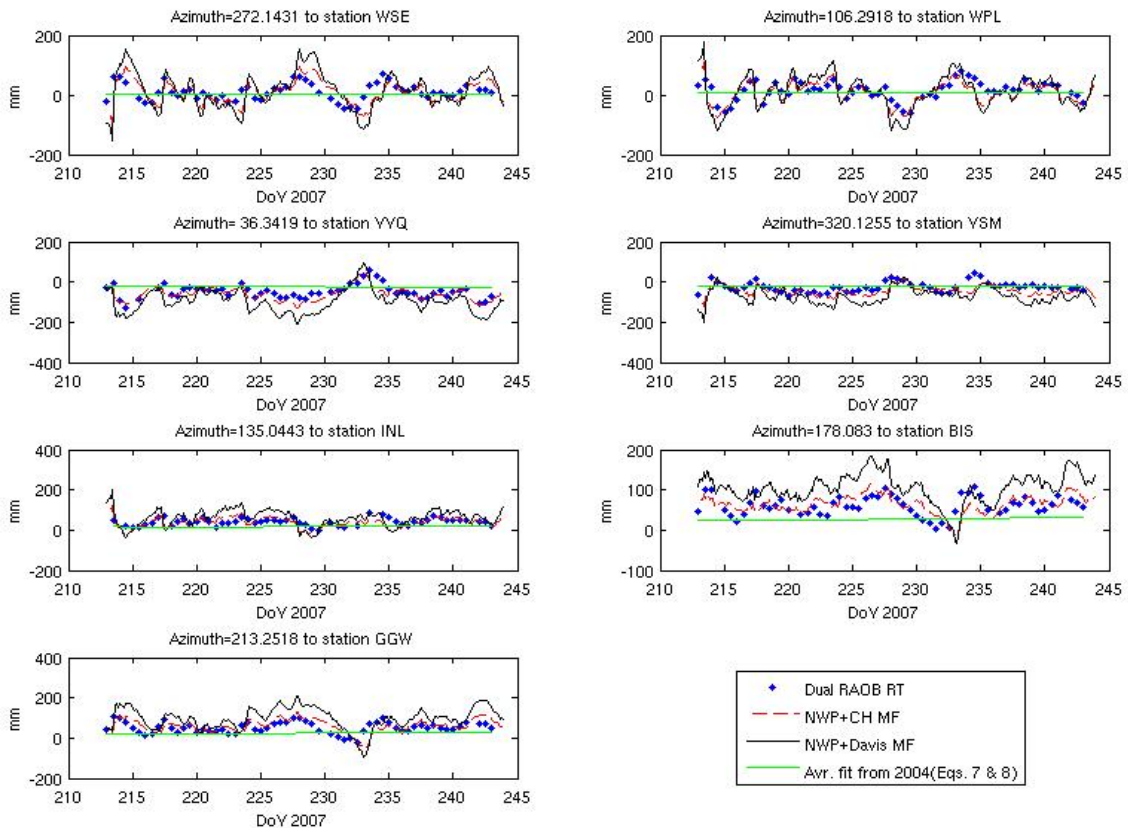 Azimuth=272.1431 to station WSE
200
0
-200
mm
210 215 220 225 230 235 240 245
DoY 2007
Azimuth=106.2918 to station WPL
200
0
-200
mm
210 215 220 225 230 235 240 245
DoY 2007
Azimuth= 36.3419 to station YYQ
200
0
-200
-400
mm
210 215 220 225 230 235 240 245
DoY 2007
Azimuth=320.1255 to station YSM
200
0
-200
-400
mm
210 215 220 225 230 235 240 245
DoY 2007
Azimuth=135.0443 to station INL
400
200
0
-200
mm
210 215 220 225 230 235 240 245
DoY 2007
Azimuth=178.083 to station BIS
200
100
0
-100
mm
210 215 220 225 230 235 240 245
DoY 2007
Azimuth=213.2518 to station GGW
400
200
0
-200
mm
210 215 220 225 230 235 240 245
DoY 2007
Dual RAOB RT
NWP+CH MF
NWP+Davis MF
Avr. fit from 2004(Eqs. 7 & 8)